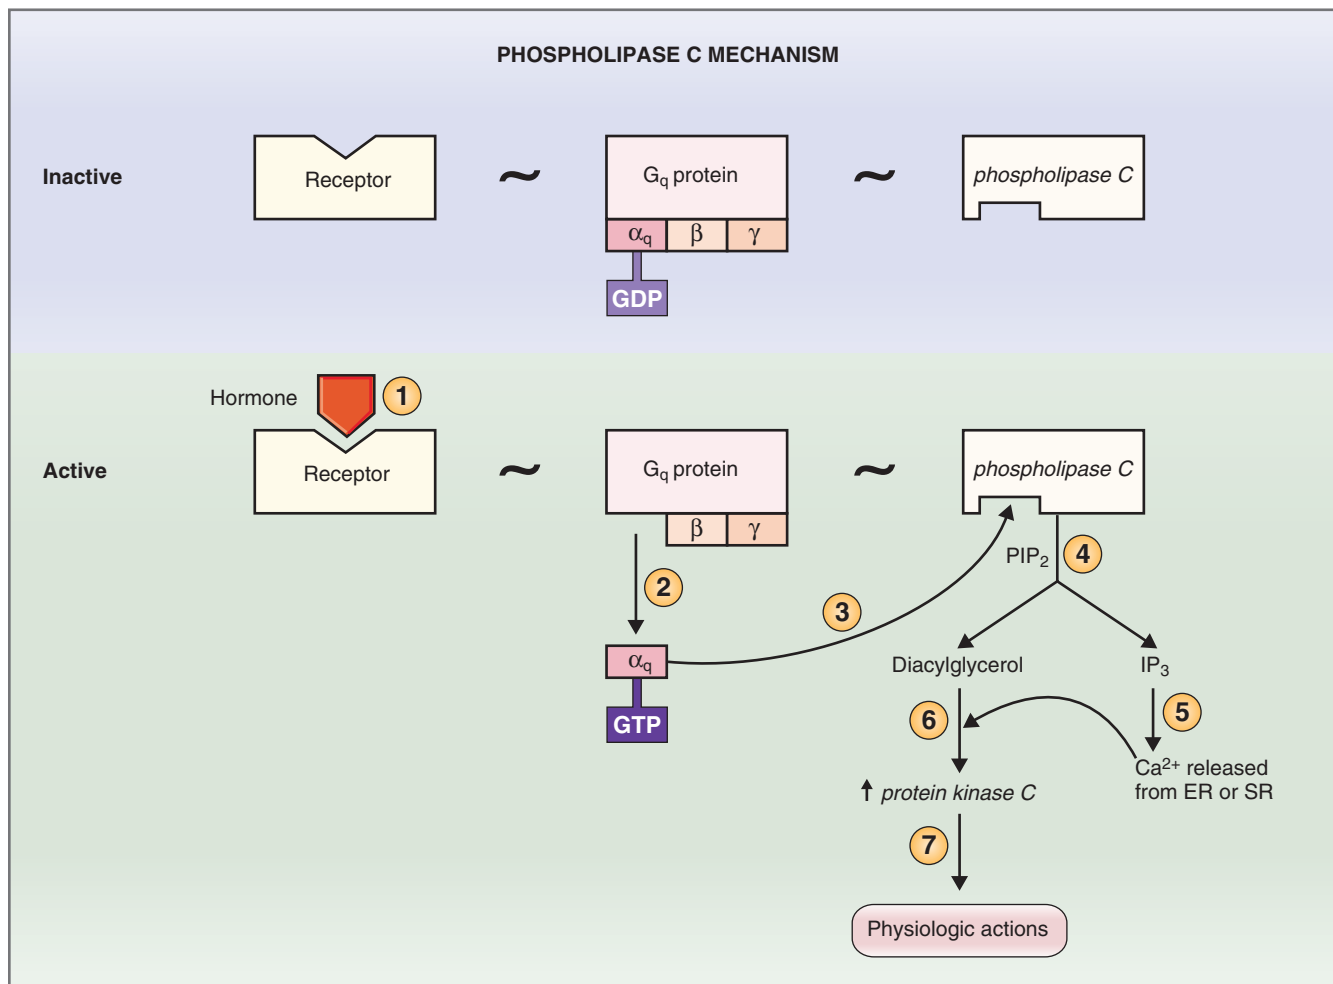 PHOSPHOLIPASE C MECHANISM
Inactive
Receptor
~
Gq protein
~
phospholipase C
αq
β
γ
GDP
Hormone
1
Active
Receptor
~
Gq protein
~
phospholipase C
β
γ
PIP₂
4
2
3
αq
GTP
Diacylglycerol
IP₃
6
5
Ca²⁺ released
from ER or SR
↑ protein kinase C
7
Physiologic actions